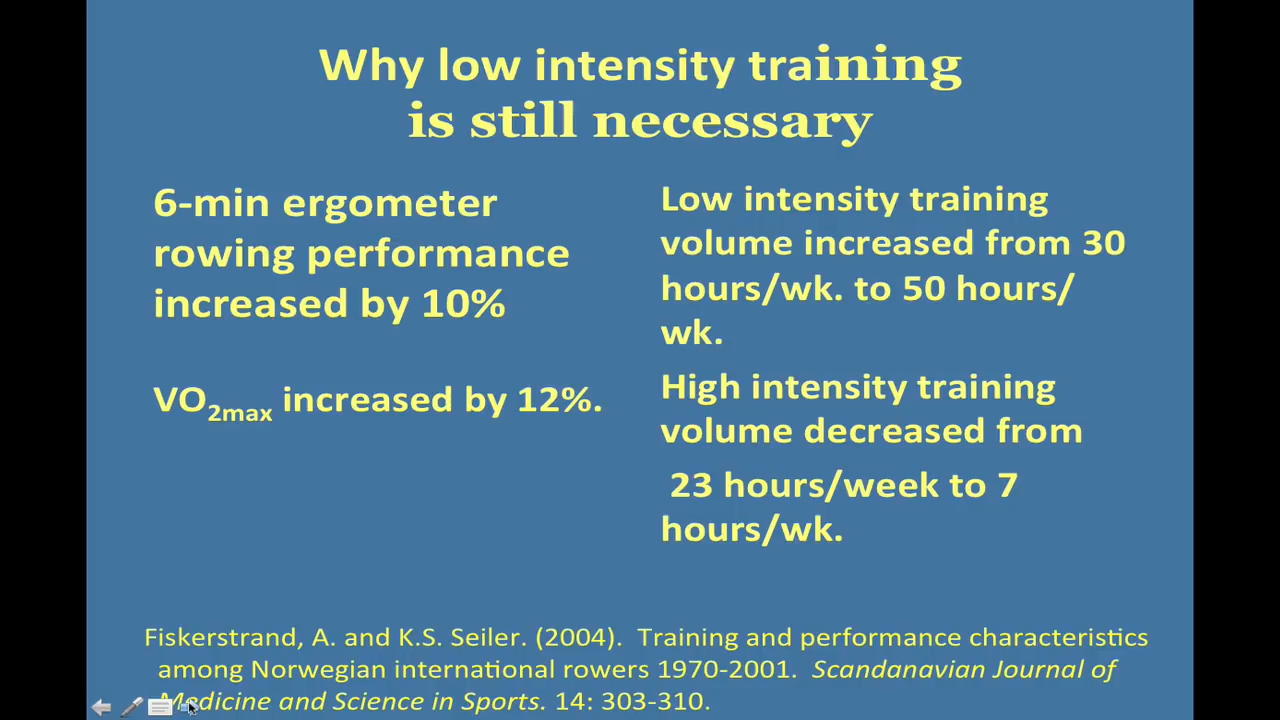 Why low intensity training
is still necessary
6-min ergometer
rowing performance
increased by 10%
VO2max increased by 12%.
Low intensity training
volume increased from 30
hours/wk. to 50 hours/
wk.
High intensity training
volume decreased from
23 hours/week to 7
hours/wk.
Fiskerstrand, A. and K.S. Seiler. (2004). Training and performance characteristics
among Norwegian international rowers 1970-2001. Scandanavian Journal of
Medicine and Science in Sports. 14: 303-310.